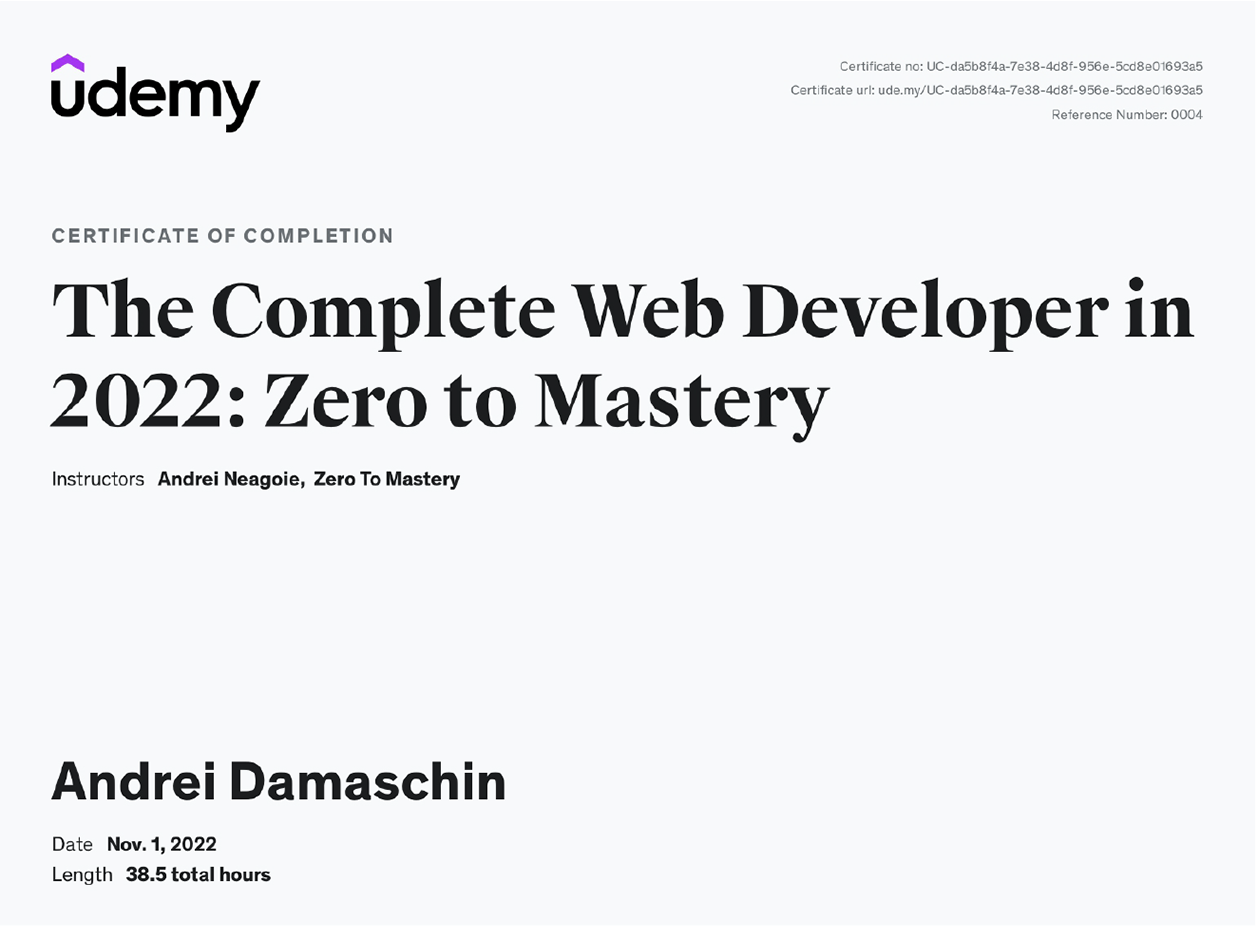 udemy
Certificate no: UC-da5b8f4a-7e38-4d8f-956e-5cd8e01693a5
Certificate url: ude.my/UC-da5b8f4a-7e38-4d8f-956e-5cd8e01693a5
Reference Number: 0004
CERTIFICATE OF COMPLETION
The Complete Web Developer in
2022: Zero to Mastery
Instructors Andrei Neagoie, Zero To Mastery
Andrei Damaschin
Date Nov. 1, 2022
Length 38.5 total hours